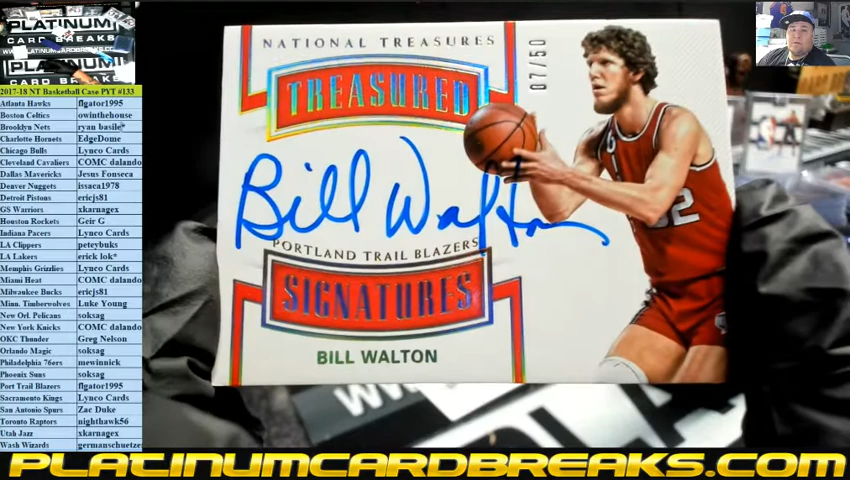 PLATINUM
CARD BREAKS
PLATINUM
2017-18 NT Basketball Case PYT #133
Atlanta Hawks flgator1995
Boston Celtics owinthehouse
Brooklyn Nets ryan basile*
Charlotte Hornets EdgeDome
Chicago Bulls Lynco Cards
Cleveland Cavaliers COMC dalando
Dallas Mavericks Jesus Fonseca
Denver Nuggets issaca1978
Detroit Pistons ericjs81
GS Warriors xkarnagex
Houston Rockets Geir G
Indiana Pacers Lynco Cards
LA Clippers peteybuks
LA Lakers erick lok*
Memphis Grizzlies Lynco Cards
Miami Heat COMC dalando
Milwaukee Bucks ericjs81
Minn. Timberwolves Luke Young
New Orl. Pelicans soksag
New York Knicks COMC dalando
OKC Thunder Greg Nelson
Orlando Magic soksag
Philadelphia 76ers mewinnick
Phoenix Suns soksag
Port Trail Blazers flgator1995
Sacramento Kings Lynco Cards
San Antonio Spurs Zac Duke
Toronto Raptors nighthawk56
Utah Jazz xkarnagex
Wash Wizards germanschuetze
NATIONAL TREASURES
07/50
TREASURED
Bill Walton
PORTLAND TRAIL BLAZERS
SIGNATURES
BILL WALTON
32
PLATINUMCARDBREAKS.COM